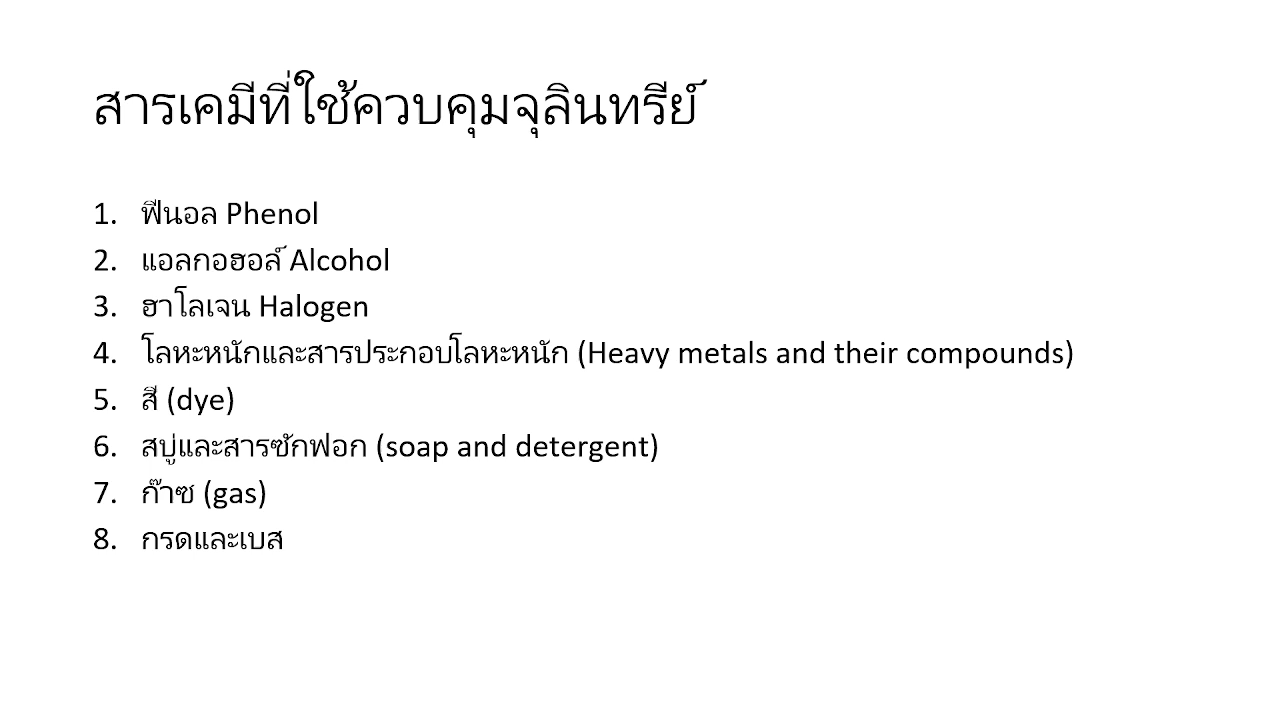 สารเคมีที่ใช้ควบคุมจุลินทรีย์
1. ฟีนอล Phenol
2. แอลกอฮอล์ Alcohol
3. ฮาโลเจน Halogen
4. โลหะหนักและสารประกอบโลหะหนัก (Heavy metals and their compounds)
5. สี (dye)
6. สบู่และสารซักฟอก (soap and detergent)
7. ก๊าซ (gas)
8. กรดและเบส